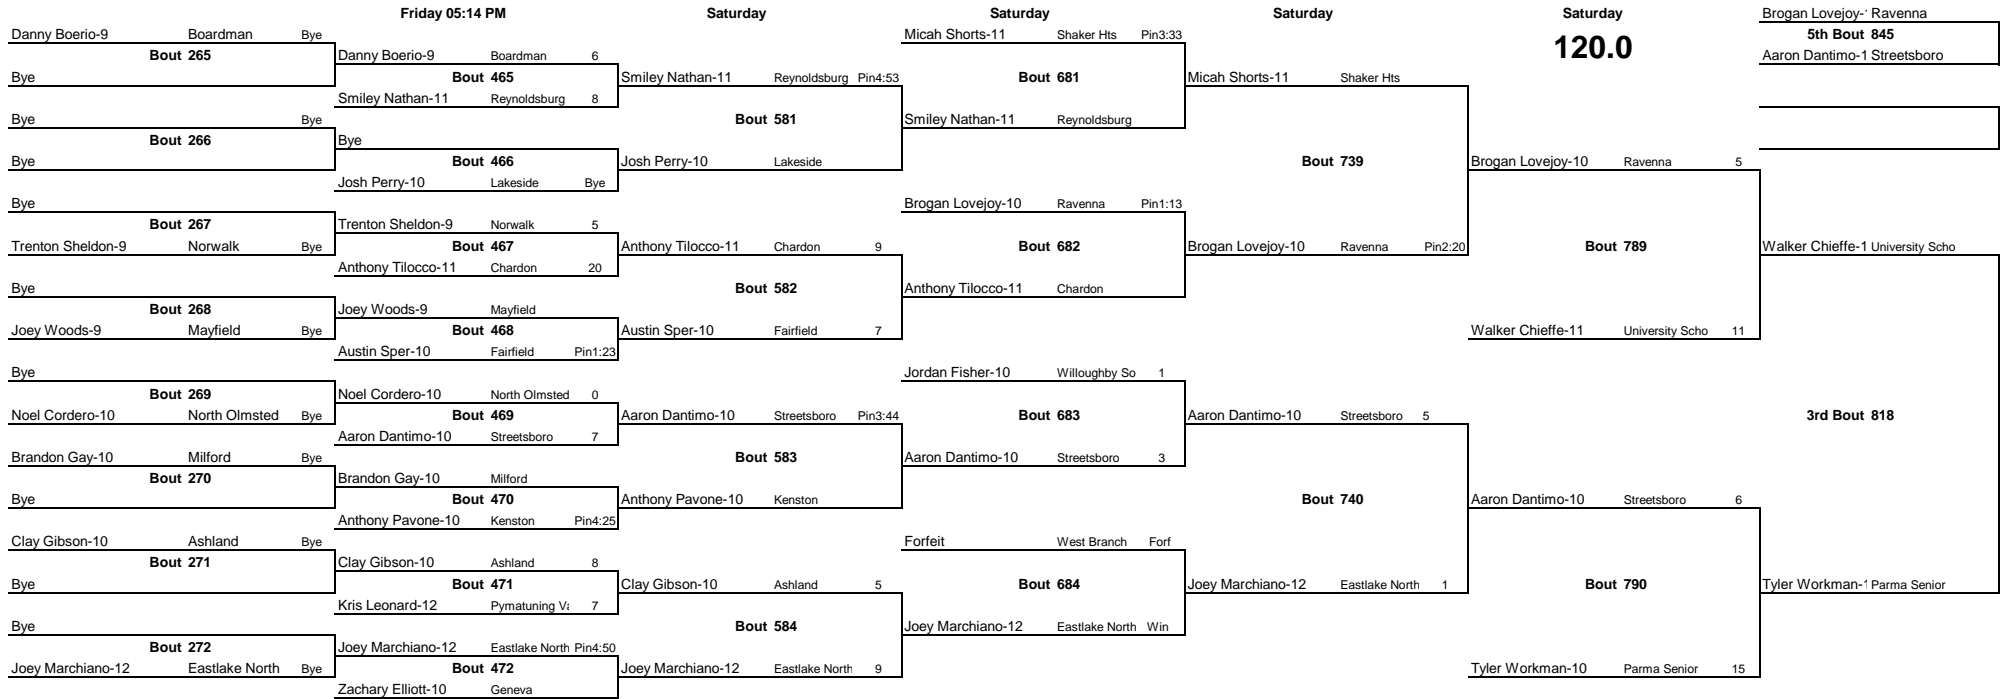 Friday 05:14 PM Saturday Saturday Saturday Saturday Brogan Lovejoy- Ravenna
Danny Boerio-9 Boardman Bye Micah Shorts-11 Shaker Hts Pin3:33 5th Bout 845
Bout 265 Danny Boerio-9 Boardman 6 120.0 Aaron Dantimo-1 Streetsboro
Bye Bout 465 Smiley Nathan-11 Reynoldsburg Pin4:53 Bout 681 Micah Shorts-11 Shaker Hts
Smiley Nathan-11 Reynoldsburg 8
Bye Bye Bout 581 Smiley Nathan-11 Reynoldsburg
Bout 266 Bye
Bye Bout 466 Josh Perry-10 Lakeside Bout 739 Brogan Lovejoy-10 Ravenna 5
Josh Perry-10 Lakeside Bye
Bye Brogan Lovejoy-10 Ravenna Pin1:13
Bout 267 Trenton Sheldon-9 Norwalk 5
Trenton Sheldon-9 Norwalk Bye Bout 467 Anthony Tilocco-11 Chardon 9 Bout 682 Brogan Lovejoy-10 Ravenna Pin2:20 Bout 789 Walker Chieffe-1 University Scho
Anthony Tilocco-11 Chardon 20
Bye Bout 582 Anthony Tilocco-11 Chardon
Bout 268 Joey Woods-9 Mayfield
Joey Woods-9 Mayfield Bye Bout 468 Austin Sper-10 Fairfield 7 Walker Chieffe-11 University Scho 11
Austin Sper-10 Fairfield Pin1:23
Bye Jordan Fisher-10 Willoughby So 1
Bout 269 Noel Cordero-10 North Olmsted 0
Noel Cordero-10 North Olmsted Bye Bout 469 Aaron Dantimo-10 Streetsboro Pin3:44 Bout 683 Aaron Dantimo-10 Streetsboro 5 3rd Bout 818
Aaron Dantimo-10 Streetsboro 7
Brandon Gay-10 Milford Bye Bout 583 Aaron Dantimo-10 Streetsboro 3
Bout 270 Brandon Gay-10 Milford
Bye Bout 470 Anthony Pavone-10 Kenston Bout 740 Aaron Dantimo-10 Streetsboro 6
Anthony Pavone-10 Kenston Pin4:25
Clay Gibson-10 Ashland Bye Forfeit West Branch Forf
Bout 271 Clay Gibson-10 Ashland 8
Bye Bout 471 Clay Gibson-10 Ashland 5 Bout 684 Joey Marchiano-12 Eastlake North 1 Bout 790 Tyler Workman- Parma Senior
Kris Leonard-12 Pymatuning Va 7
Bye Bout 584 Joey Marchiano-12 Eastlake North Win
Bout 272 Joey Marchiano-12 Eastlake North Pin4:50
Joey Marchiano-12 Eastlake North Bye Bout 472 Joey Marchiano-12 Eastlake North 9 Tyler Workman-10 Parma Senior 15
Zachary Elliott-10 Geneva